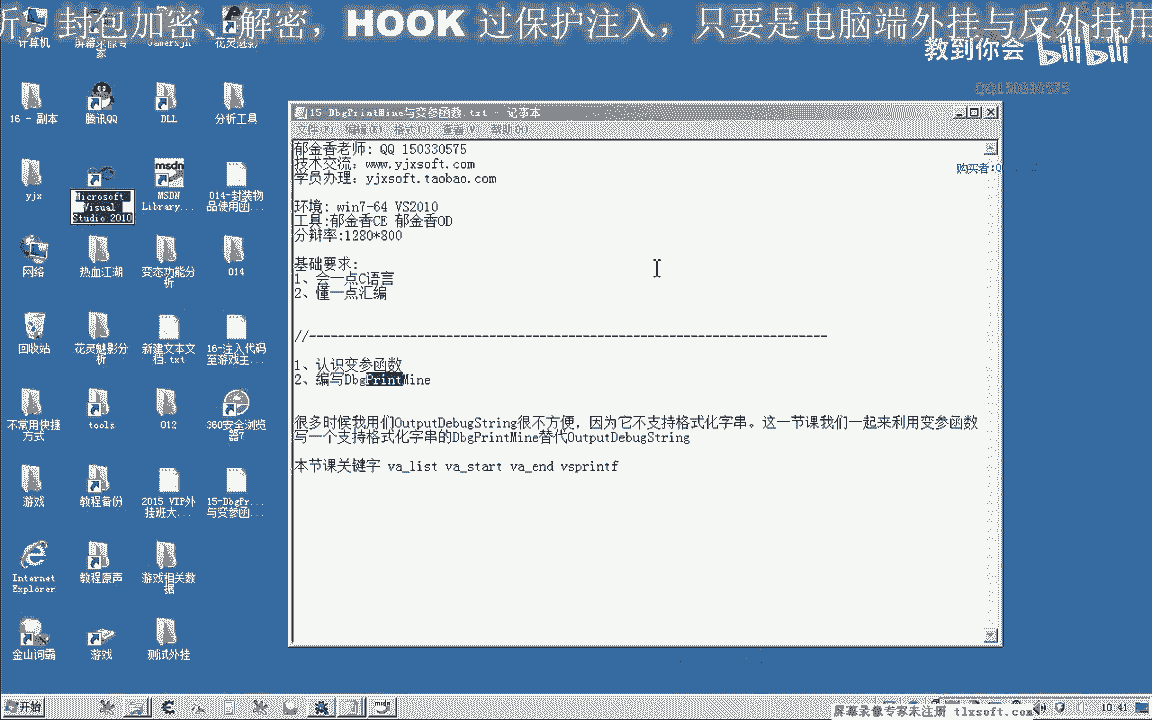 析，封包加密、解密，HOOK 过保护注入，只要是电脑端外挂与反外挂用
教到你会 bilibili
QQ150330575
购买者:Q
计算机
花灵魅影
16 - 副本
腾讯QQ
DLL
分析工具
yjx
Microsoft Visual Studio 2010
MSDN Library...
014-封装物品使用函...
网络
热血江湖
变态功能分析
014
回收站
花灵魅影分析
新建文本文档.txt
16-注入代码至游戏主...
不常用快捷方式
tools
012
360安全浏览器7
游戏
教程备份
2015 VIP外挂班大...
15-DbgPr...与变参函...
Internet Explorer
教程原声
游戏相关数据
金山词霸
游戏
测试外挂
15-DbgPrintMine与变参函数.txt - 记事本
文件(F) 编辑(E) 格式(O) 查看(V) 帮助(H)
郁金香老师: QQ 150330575
技术交流: www.yjxsoft.com
学员办理: yjxsoft.taobao.com
环境: win7-64 VS2010
工具:郁金香CE 郁金香OD
分辩率:1280*800
基础要求:
1、会一点C语言
2、懂一点汇编
//------------------------------------------------------------------------
1、认识变参函数
2、编写DbgPrintMine
很多时候我用们OutputDebugString很不方便，因为它不支持格式化字串。这一节课我们一起来利用变参函数
写一个支持格式化字串的DbgPrintMine替代OutputDebugString
本节课关键字 va_list va_start va_end vsprintf
开始
屏幕录像专家未注册 tlxsoft.com
10:41